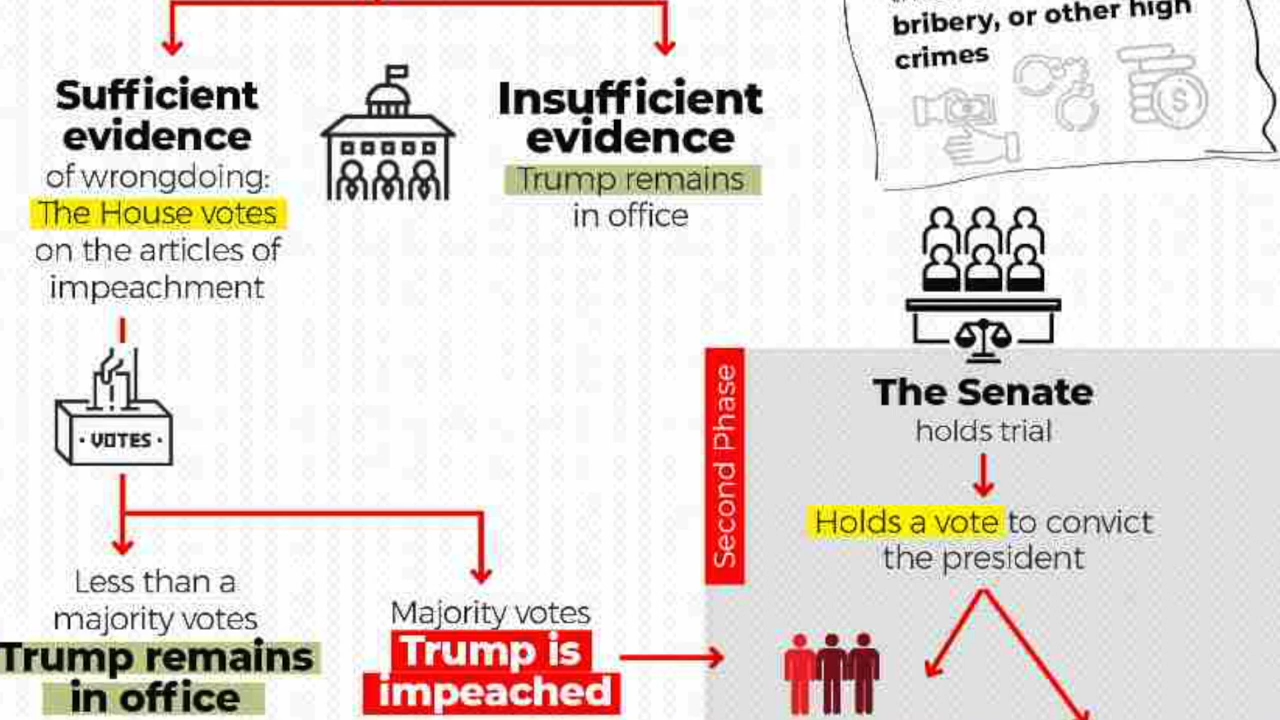 bribery, or other high
crimes
Sufficient
evidence
of wrongdoing:
The House votes
on the articles of
impeachment
Insufficient
evidence
Trump remains
in office
VOTES
Less than a
majority votes
Trump remains
in office
Majority votes
Trump is
impeached
Second Phase
The Senate
holds trial
Holds a vote to convict
the president
$